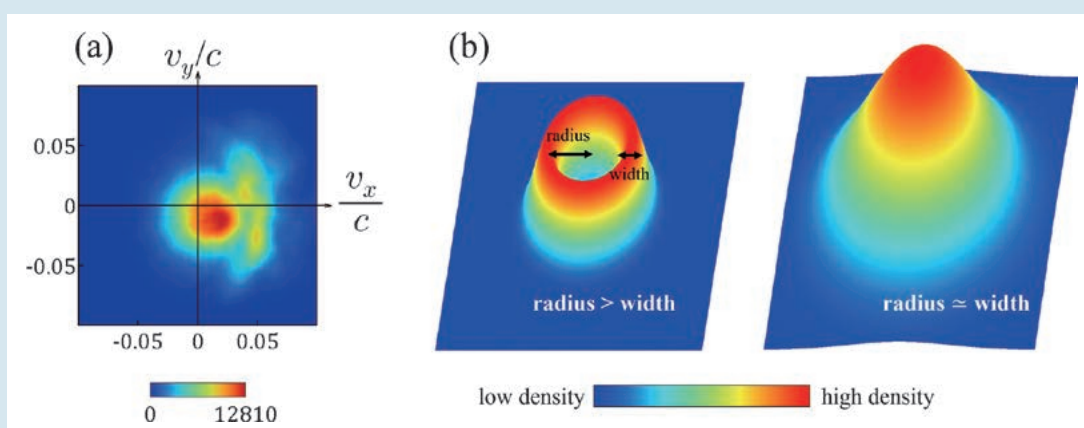 (a)
v_y/c
0.05
0
-0.05
v_x
c
-0.05 0 0.05
0 12810
(b)
radius
width
radius > width
radius ≃ width
low density
high density